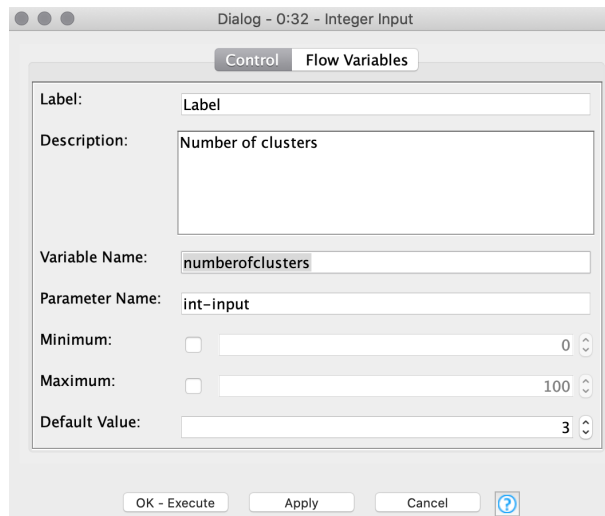 Dialog - 0:32 - Integer Input
Control Flow Variables
Label: Label
Description: Number of clusters
Variable Name: numberofclusters
Parameter Name: int-input
Minimum: 0
Maximum: 100
Default Value: 3
OK - Execute Apply Cancel ?